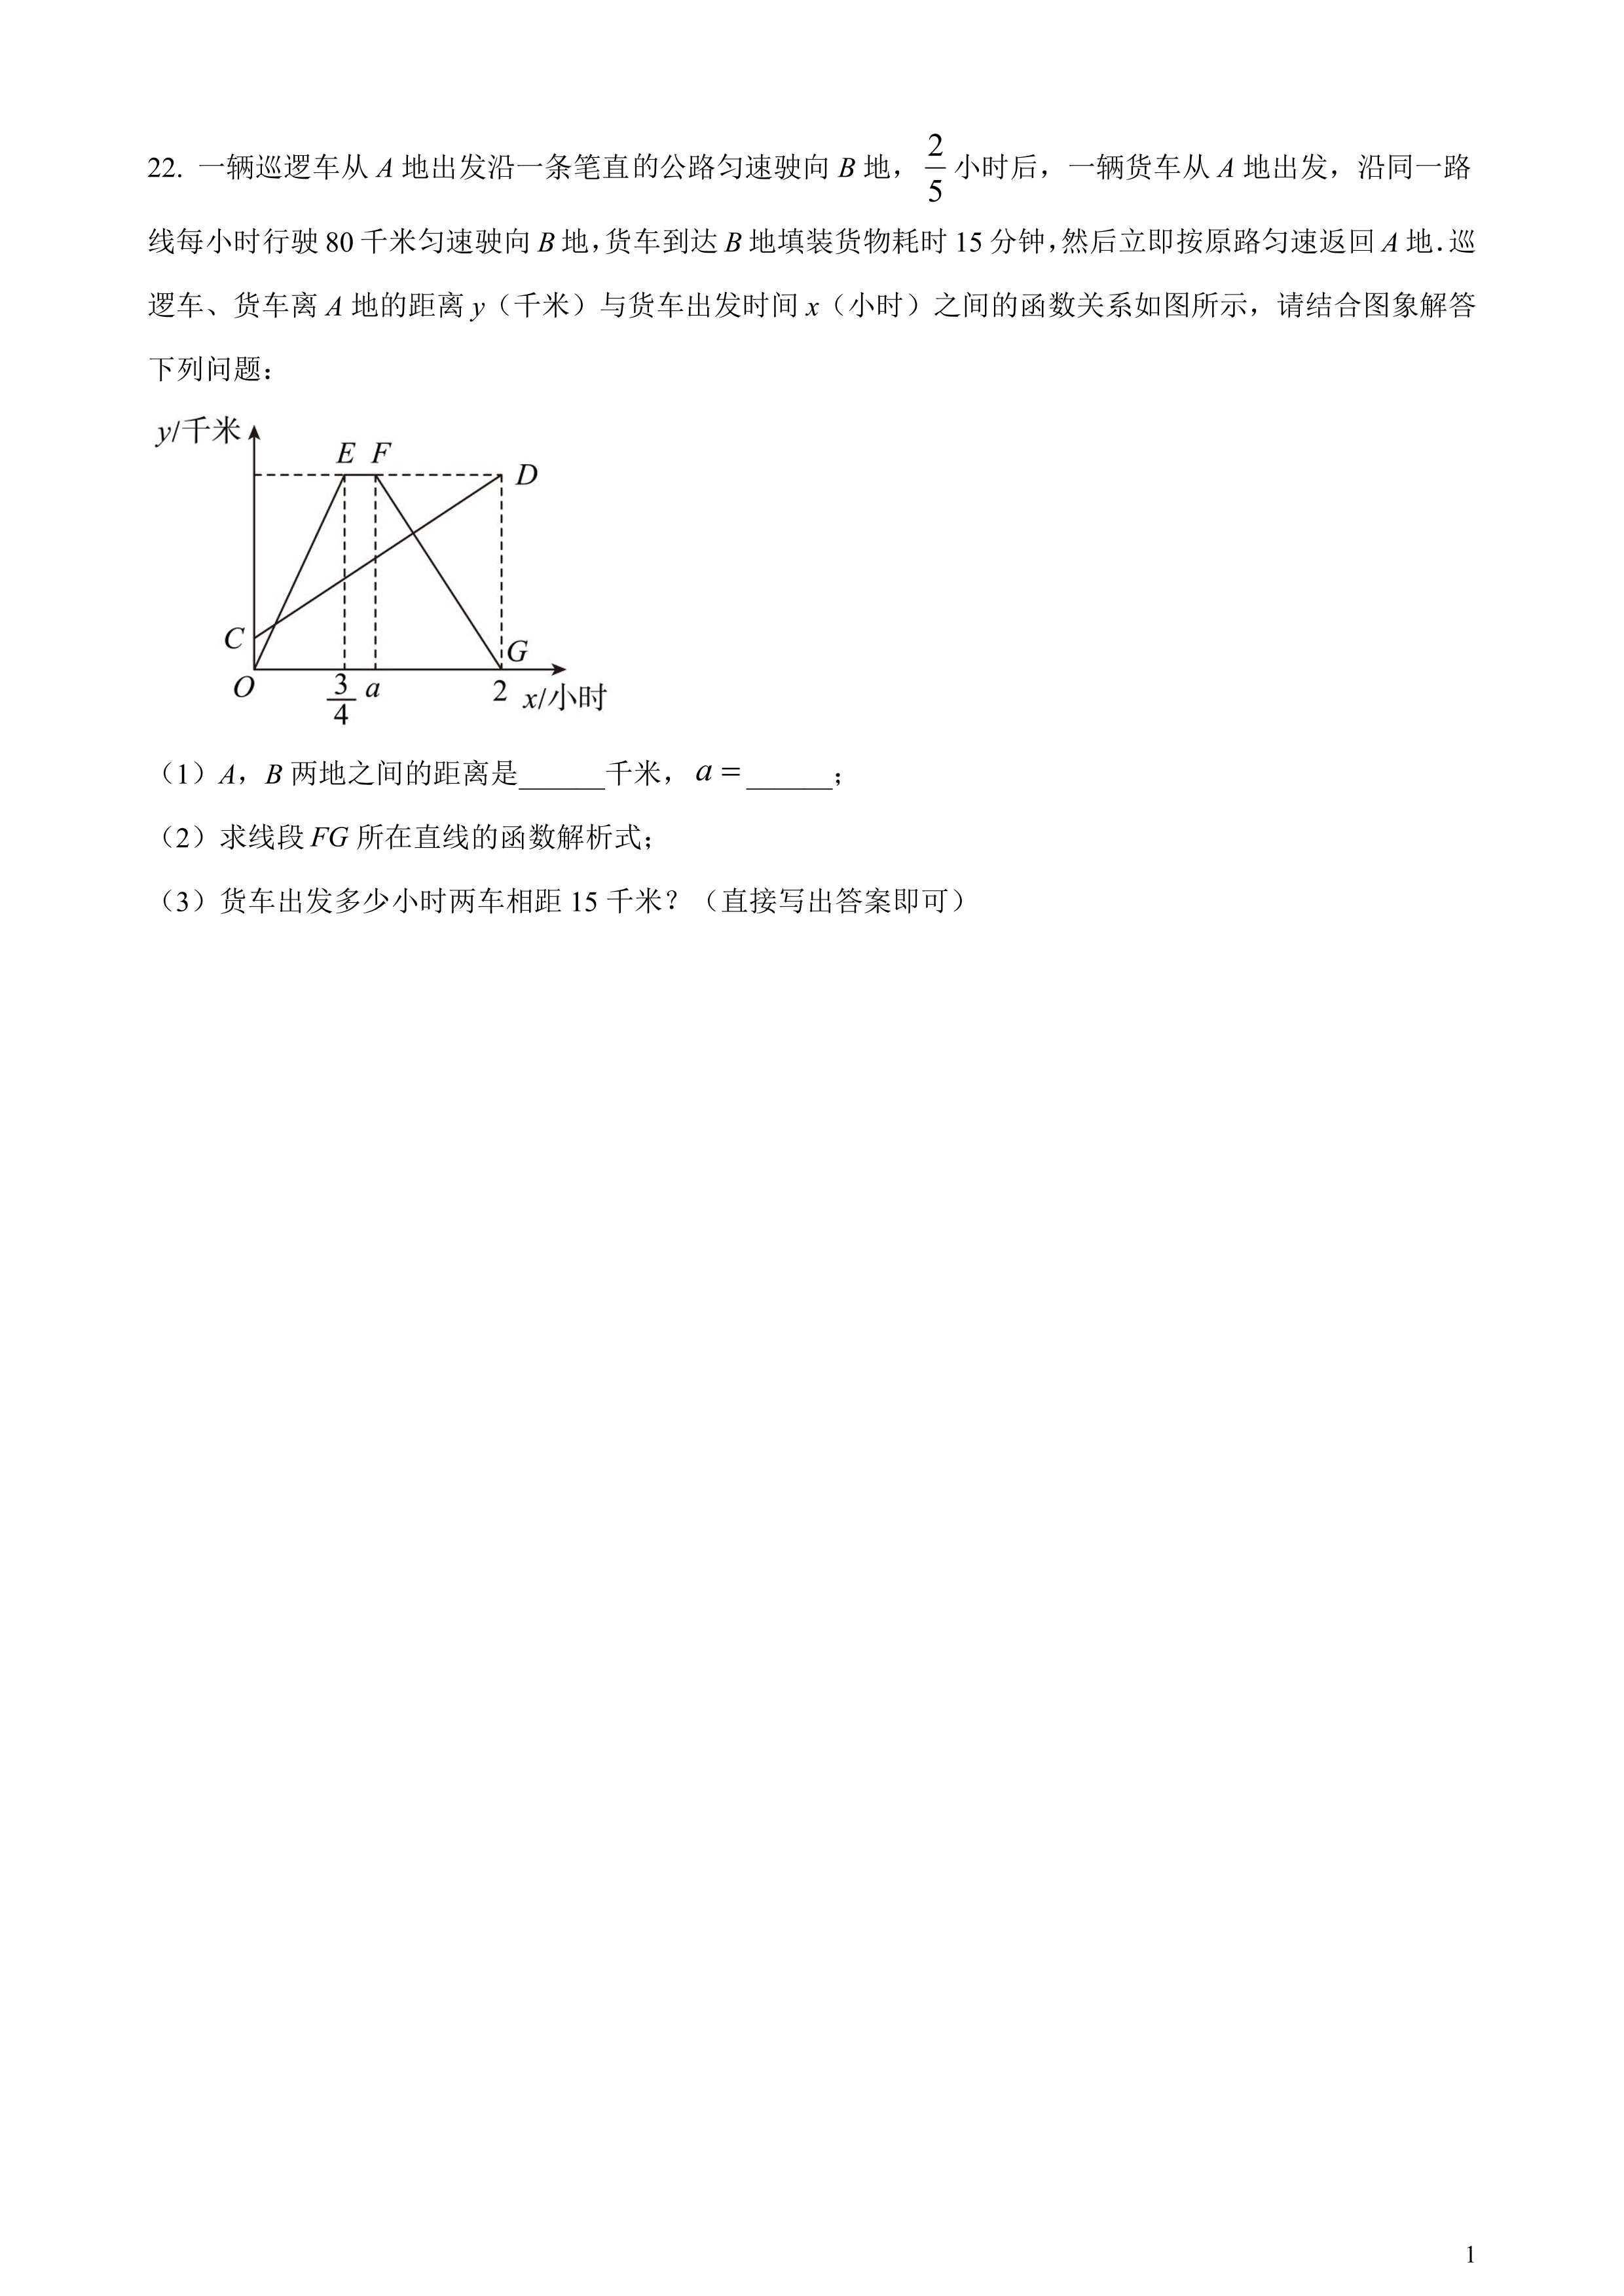 22. 一辆巡逻车从 A 地出发沿一条笔直的公路匀速驶向 B 地，2/5 小时后，一辆货车从 A 地出发，沿同一路
线每小时行驶 80 千米匀速驶向 B 地，货车到达 B 地填装货物耗时 15 分钟，然后立即按原路匀速返回 A 地．巡
逻车、货车离 A 地的距离 y（千米）与货车出发时间 x（小时）之间的函数关系如图所示，请结合图象解答
下列问题：
y/千米
E F
D
C
G
O 3/4 a 2 x/小时
（1）A，B 两地之间的距离是______千米，a = ______；
（2）求线段 FG 所在直线的函数解析式；
（3）货车出发多少小时两车相距 15 千米？（直接写出答案即可）
1